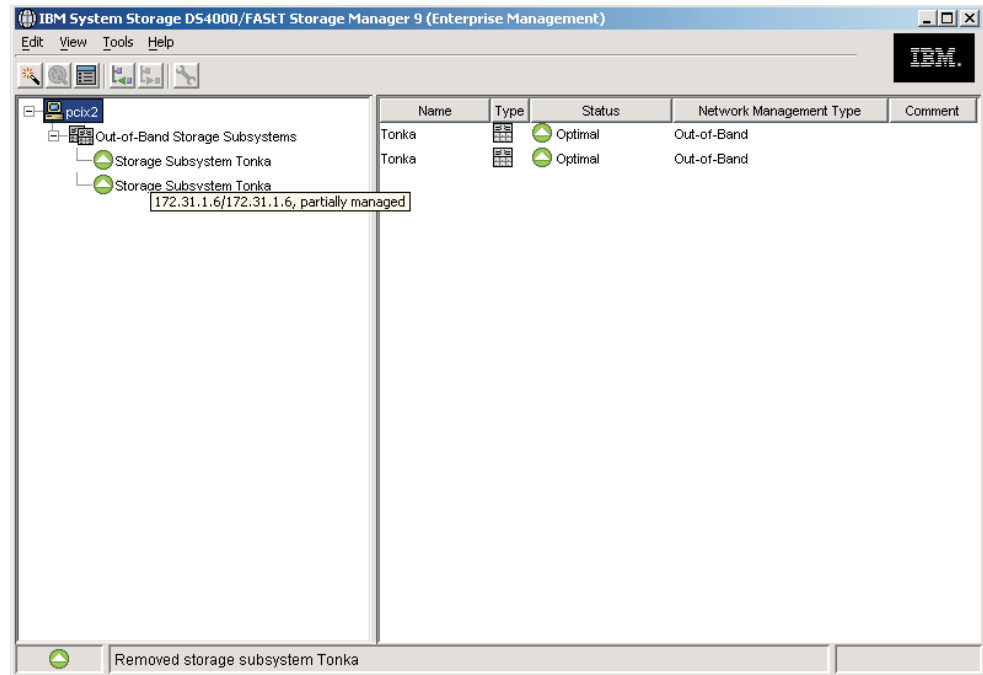 IBM System Storage DS4000/FAStT Storage Manager 9 (Enterprise Management)
Edit View Tools Help
IBM.
pcix2
Out-of-Band Storage Subsystems
Storage Subsystem Tonka
Storage Subsystem Tonka
172.31.1.6/172.31.1.6, partially managed
Name Type Status Network Management Type Comment
Tonka Optimal Out-of-Band
Tonka Optimal Out-of-Band
Removed storage subsystem Tonka